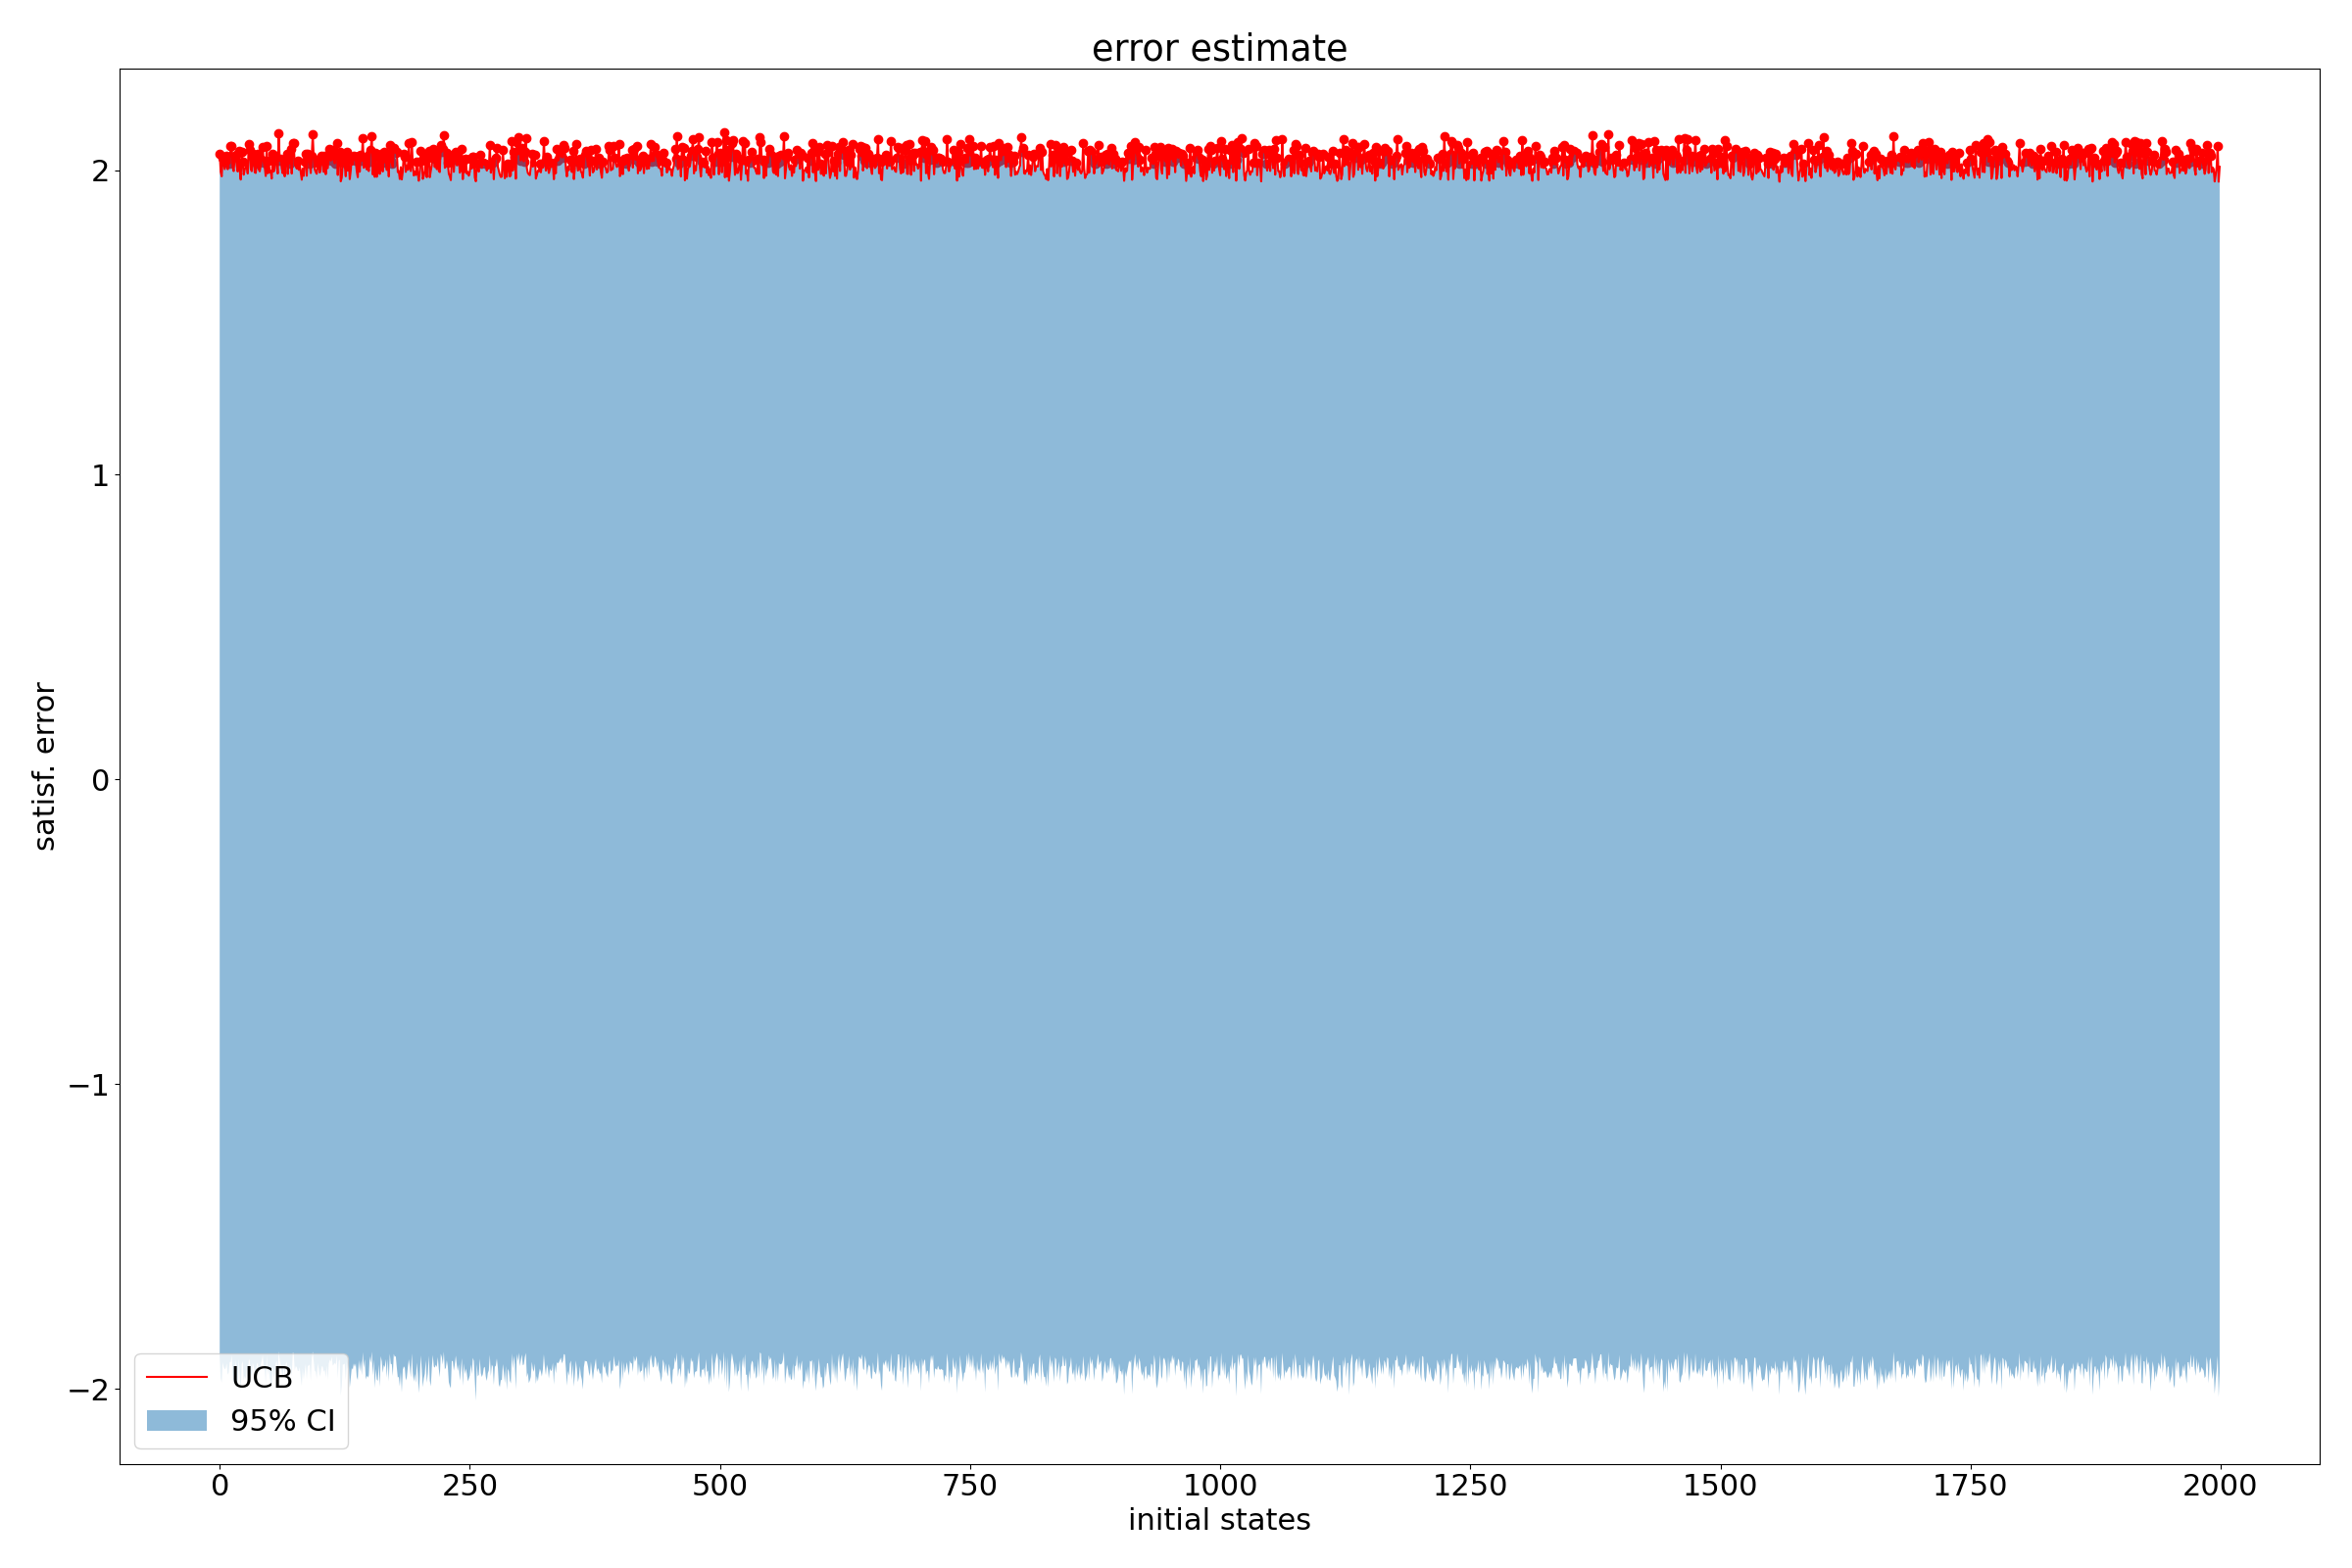 error estimate
2
1
0
−1
−2
satisf. error
UCB
95% CI
0 250 500 750 1000 1250 1500 1750 2000
initial states